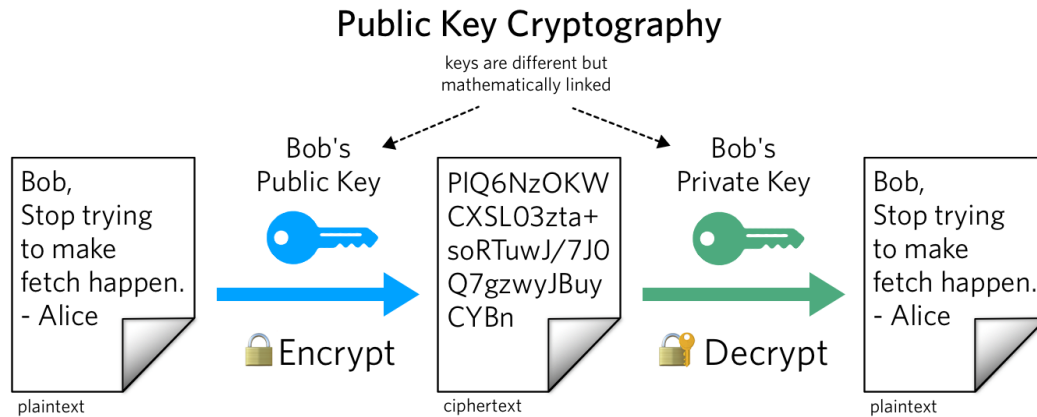 Public Key Cryptography
keys are different but
mathematically linked
Bob,
Stop trying
to make
fetch happen.
- Alice
plaintext
Bob's
Public Key
Encrypt
PlQ6NzOKW
CXSL03zta+
soRTuwJ/7J0
Q7gzwyJBuy
CYBn
ciphertext
Bob's
Private Key
Decrypt
Bob,
Stop trying
to make
fetch happen.
- Alice
plaintext